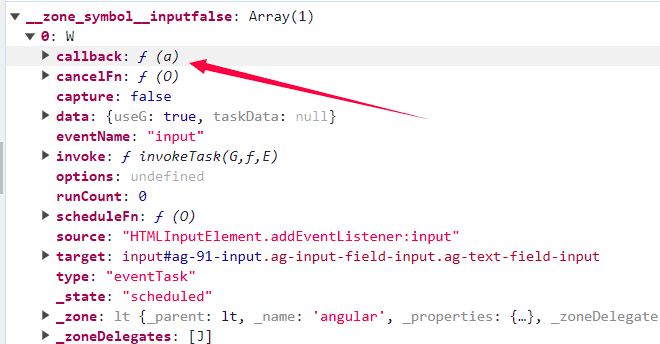 __zone_symbol__inputfalse: Array(1)
0: W
callback: ƒ (a)
cancelFn: ƒ (O)
capture: false
data: {useG: true, taskData: null}
eventName: "input"
invoke: ƒ invokeTask(G,f,E)
options: undefined
runCount: 0
scheduleFn: ƒ (O)
source: "HTMLInputElement.addEventListener:input"
target: input#ag-91-input.ag-input-field-input.ag-text-field-input
type: "eventTask"
_state: "scheduled"
_zone: lt {_parent: lt, _name: 'angular', _properties: {…}, _zoneDelegate
_zoneDelegates: [J]